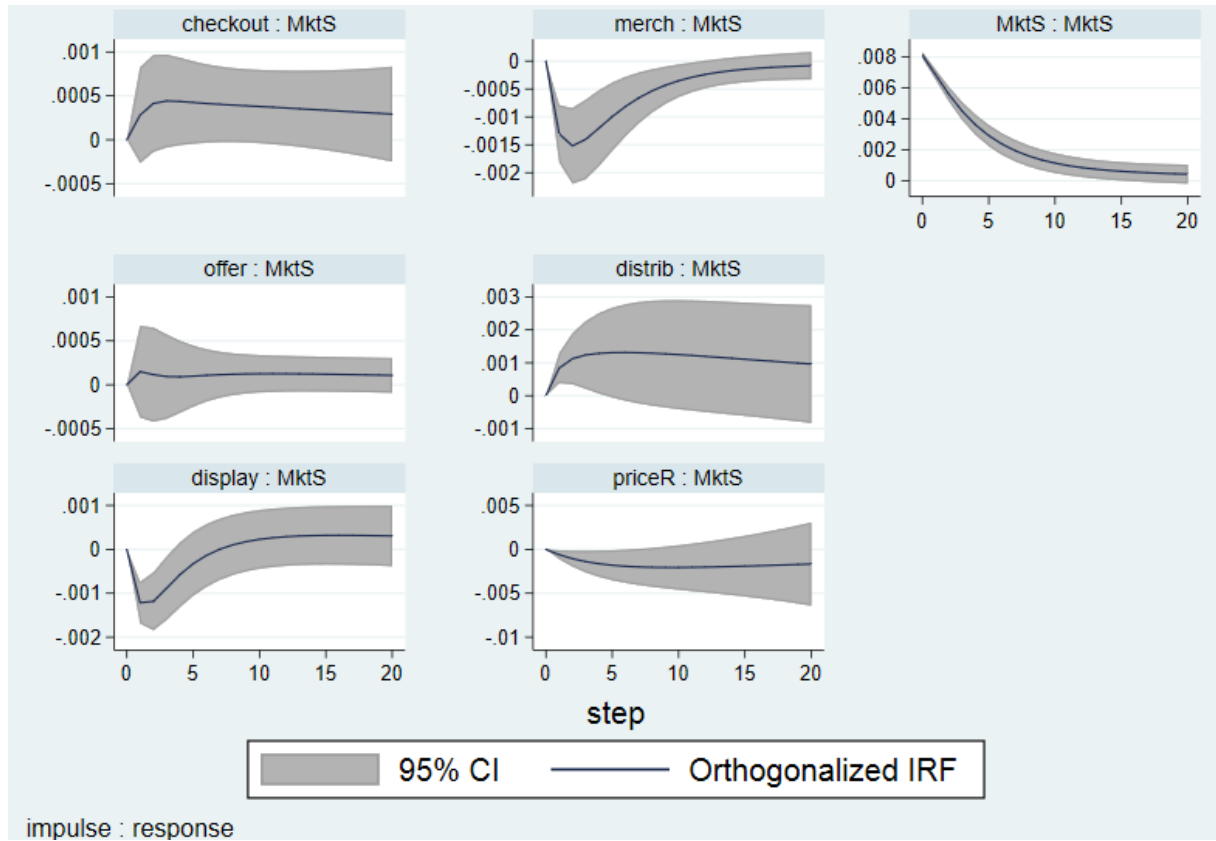 checkout : MktS
merch : MktS
MktS : MktS
.001
.0005
0
-.0005
0
-.0005
-.001
-.0015
-.002
.008
.006
.004
.002
0
0 5 10 15 20
offer : MktS
distrib : MktS
.001
.0005
0
-.0005
.003
.002
.001
0
-.001
display : MktS
priceR : MktS
.001
0
-.001
-.002
.005
0
-.005
-.01
0 5 10 15 20
0 5 10 15 20
step
95% CI
Orthogonalized IRF
impulse : response